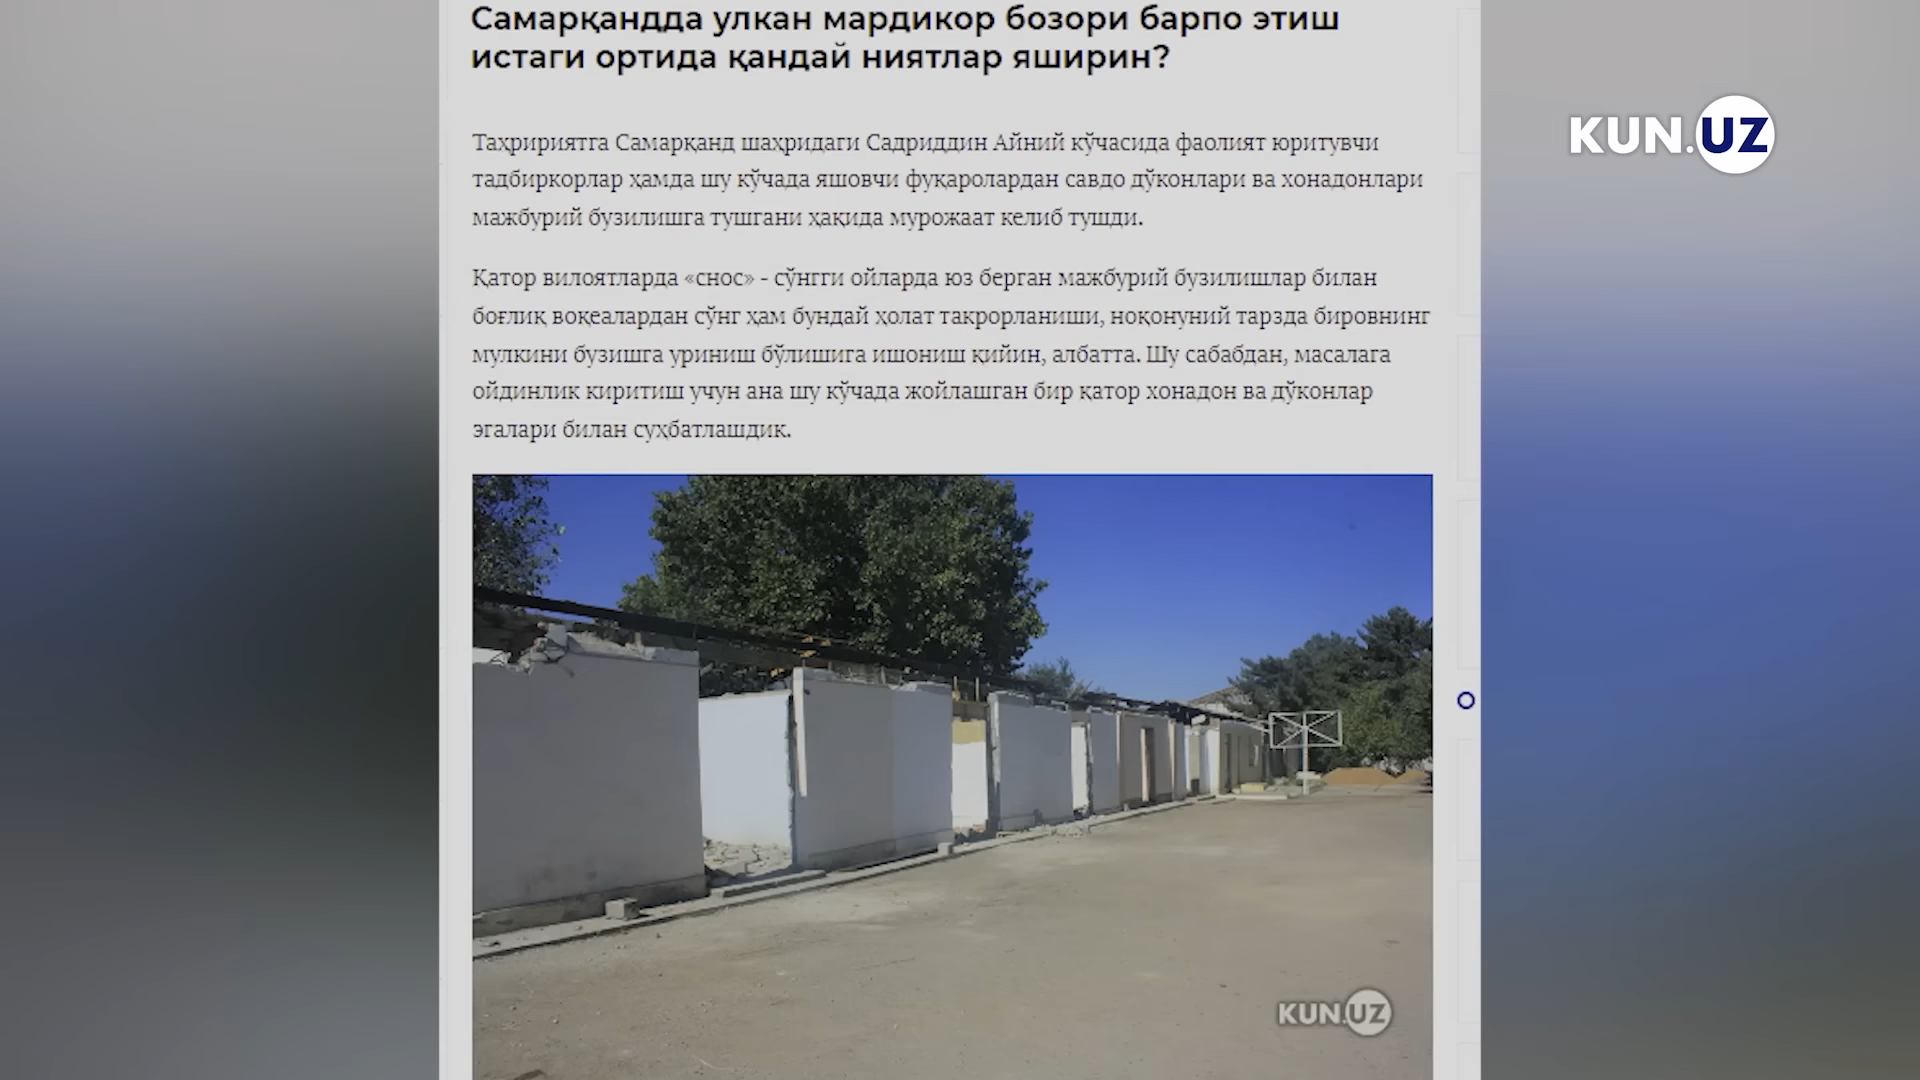 Самарқандда улкан мардикор бозори барпо этиш
истаги ортида қандай ниятлар яширин?
KUN.UZ
Таҳририятга Самарқанд шаҳридаги Садриддин Айний кўчасида фаолият юритувчи
тадбиркорлар ҳамда шу кўчада яшовчи фуқаролардан савдо дўконлари ва хонадонлари
мажбурий бузилишга тушгани ҳақида мурожаат келиб тушди.
Қатор вилоятларда «снос» - сўнгги ойларда юз берган мажбурий бузилишлар билан
боғлиқ воқеалардан сўнг ҳам бундай ҳолат такрорланиши, ноқонуний тарзда бировнинг
мулкини бузишга уриниш бўлишига ишониш қийин, албатта. Шу сабабдан, масалага
ойдинлик киритиш учун ана шу кўчада жойлашган бир қатор хонадон ва дўконлар
эгалари билан суҳбатлашдик.
KUN.UZ